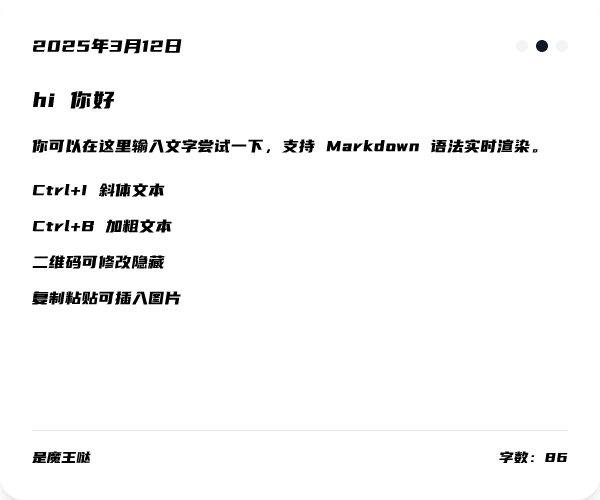 2025年3月12日
hi 你好
你可以在这里输入文字尝试一下，支持 Markdown 语法实时渲染。
Ctrl+I 斜体文本
Ctrl+B 加粗文本
二维码可修改隐藏
复制粘贴可插入图片
是魔王哒
字数：86